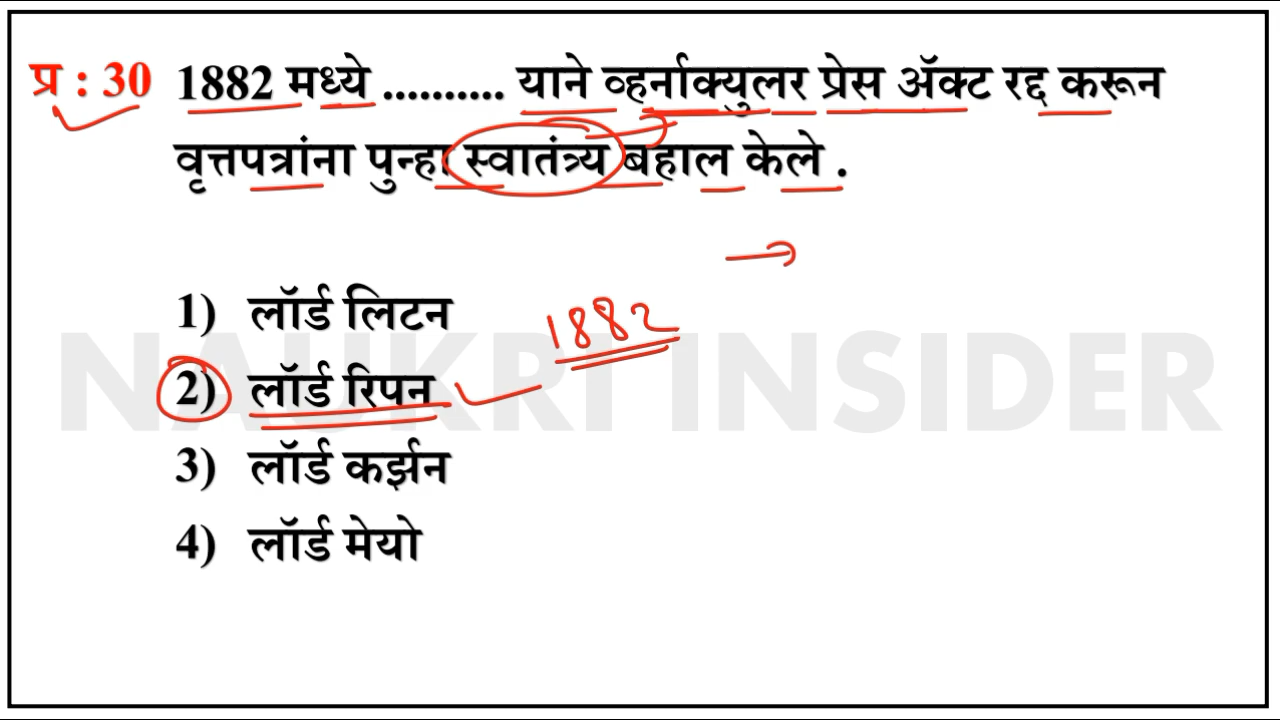 प्र : 30 1882 मध्ये .......... याने व्हर्नाक्युलर प्रेस ॲक्ट रद्द करून
वृत्तपत्रांना पुन्हा स्वातंत्र्य बहाल केले .
1) लॉर्ड लिटन
1882
2) लॉर्ड रिपन
NAUKRI INSIDER
3) लॉर्ड कर्झन
4) लॉर्ड मेयो